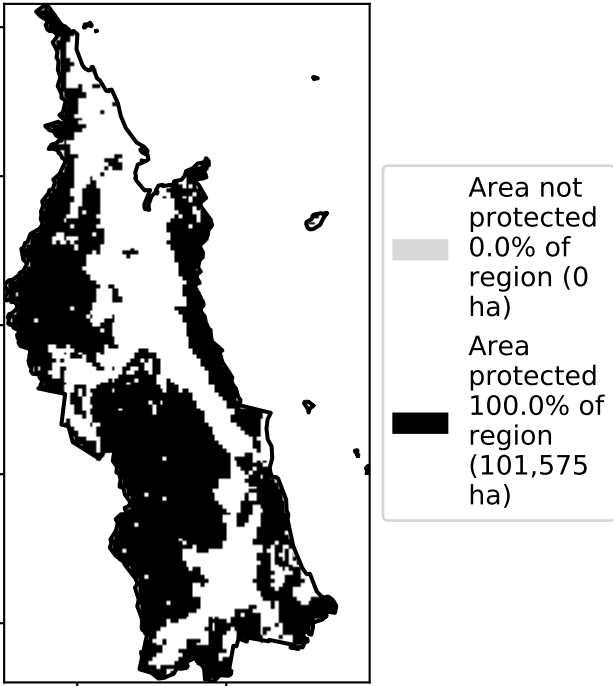 Area not
protected
0.0% of
region (0
ha)
Area
protected
100.0% of
region
(101,575
ha)